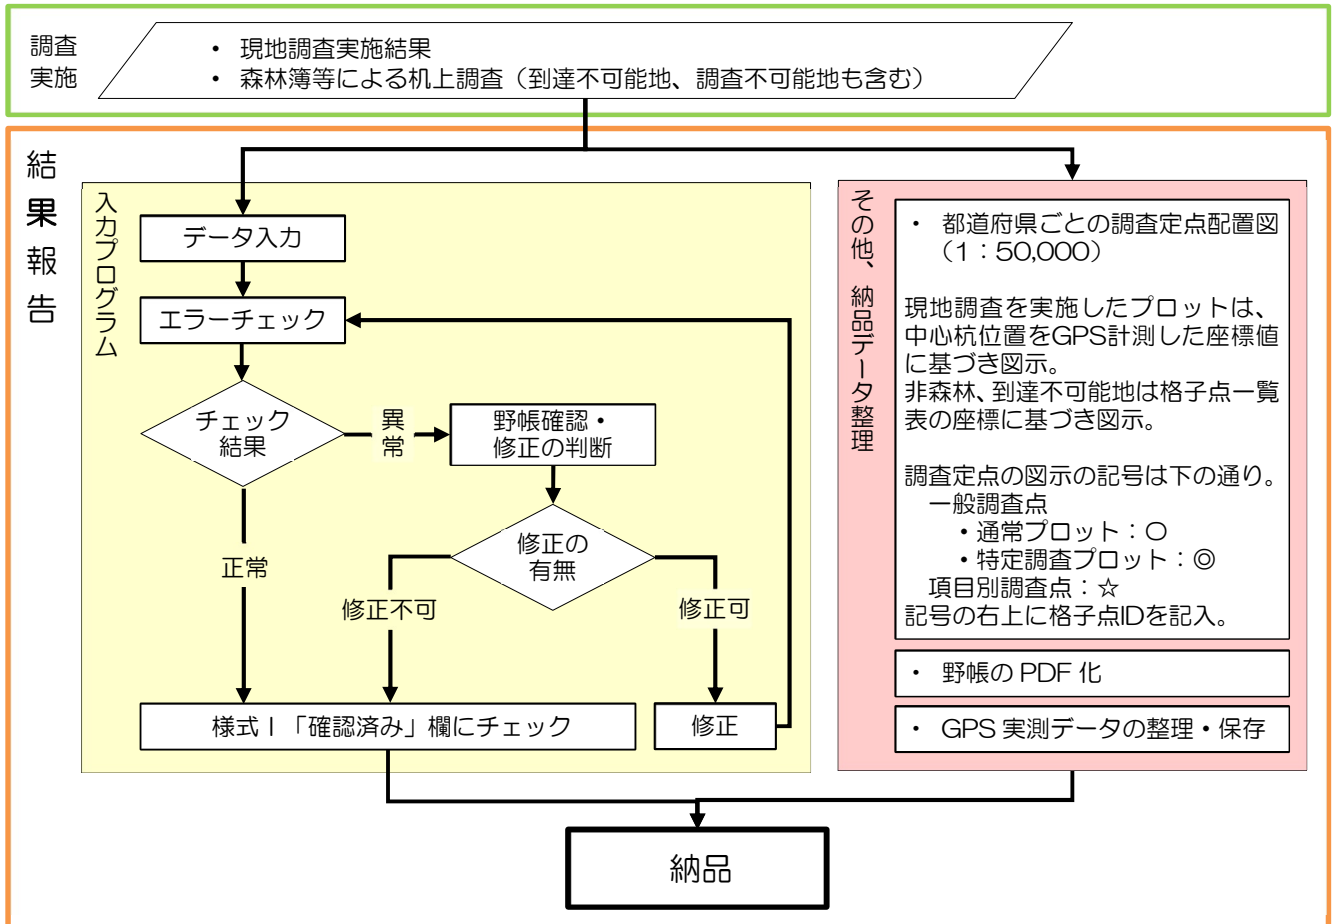 調査
実施
・ 現地調査実施結果
・ 森林簿等による机上調査（到達不可能地、調査不可能地も含む）
結果報告
入力プログラム
データ入力
エラーチェック
チェック
結果
異常
野帳確認・
修正の判断
正常
修正の
有無
修正不可
修正可
様式Ⅰ「確認済み」欄にチェック
修正
その他、納品データ整理
・ 都道府県ごとの調査定点配置図
（1：50,000）
現地調査を実施したプロットは、
中心杭位置をGPS計測した座標値
に基づき図示。
非森林、到達不可能地は格子点一覧
表の座標に基づき図示。
調査定点の図示の記号は下の通り。
一般調査点
・通常プロット：○
・特定調査プロット：◎
項目別調査点：☆
記号の右上に格子点IDを記入。
・ 野帳の PDF 化
・ GPS 実測データの整理・保存
納品